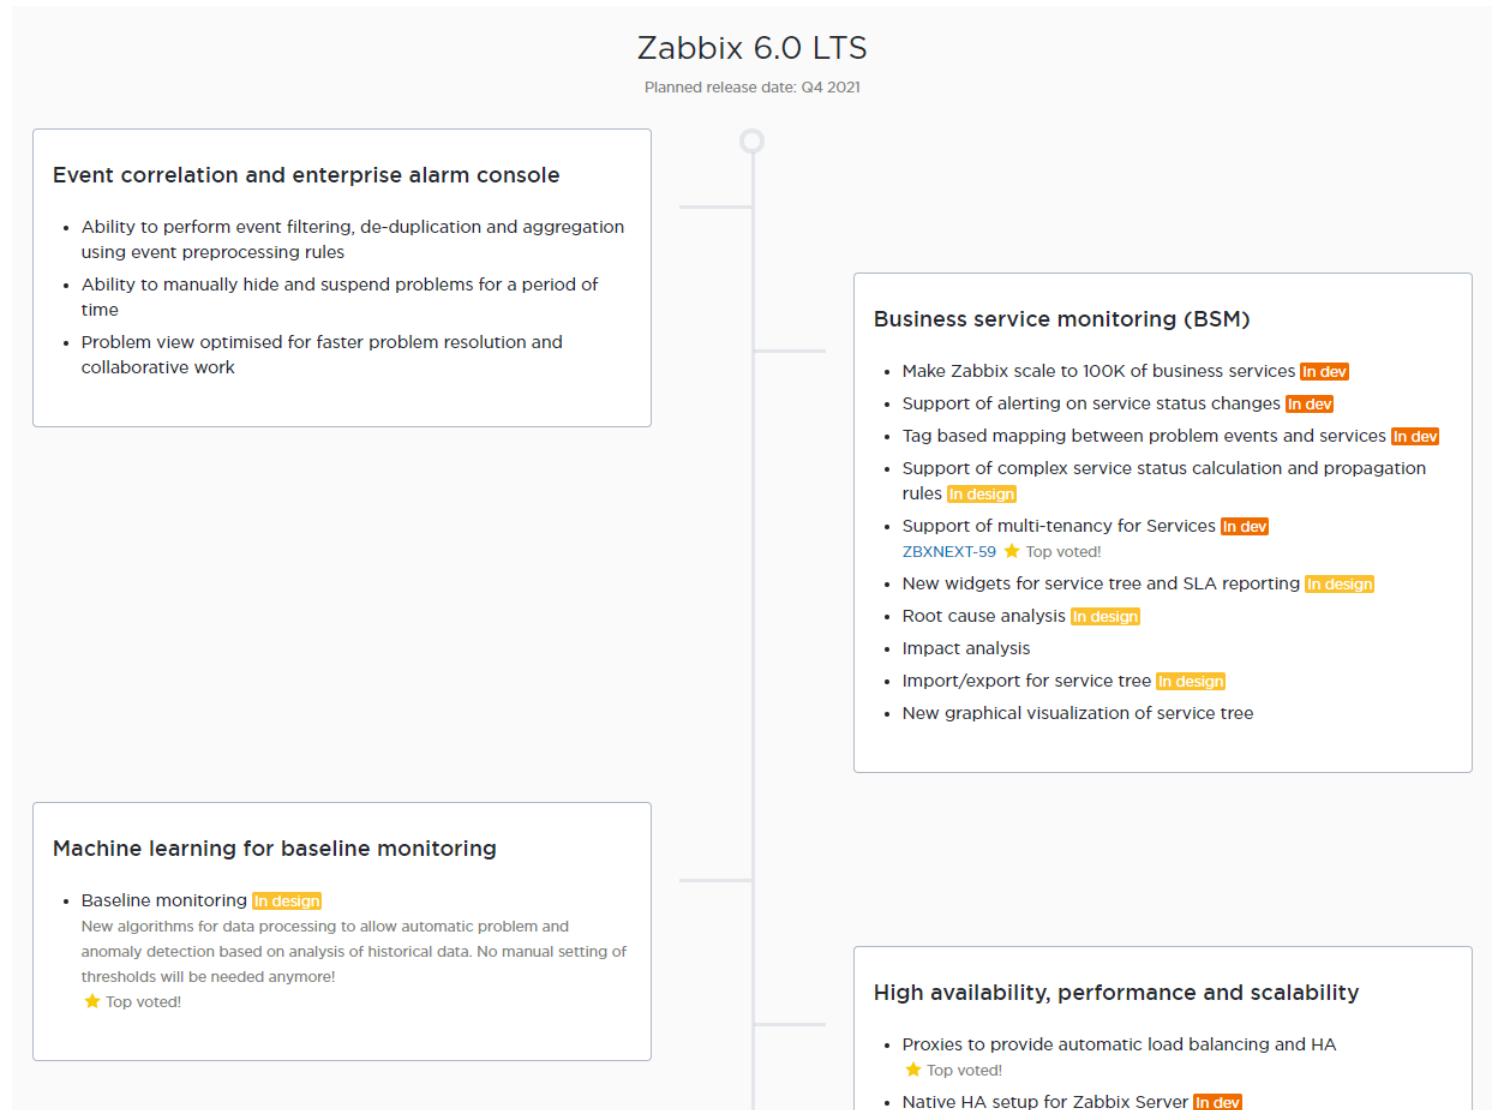 Zabbix 6.0 LTS
Planned release date: Q4 2021
Event correlation and enterprise alarm console
Ability to perform event filtering, de-duplication and aggregation
using event preprocessing rules
Ability to manually hide and suspend problems for a period of
time
Problem view optimised for faster problem resolution and
collaborative work
Business service monitoring (BSM)
Make Zabbix scale to 100K of business services In dev
Support of alerting on service status changes In dev
Tag based mapping between problem events and services In dev
Support of complex service status calculation and propagation
rules In design
Support of multi-tenancy for Services In dev
ZBXNEXT-59 Top voted!
New widgets for service tree and SLA reporting In design
Root cause analysis In design
Impact analysis
Import/export for service tree In design
New graphical visualization of service tree
Machine learning for baseline monitoring
Baseline monitoring In design
New algorithms for data processing to allow automatic problem and
anomaly detection based on analysis of historical data. No manual setting of
thresholds will be needed anymore!
Top voted!
High availability, performance and scalability
Proxies to provide automatic load balancing and HA
Top voted!
Native HA setup for Zabbix Server In dev